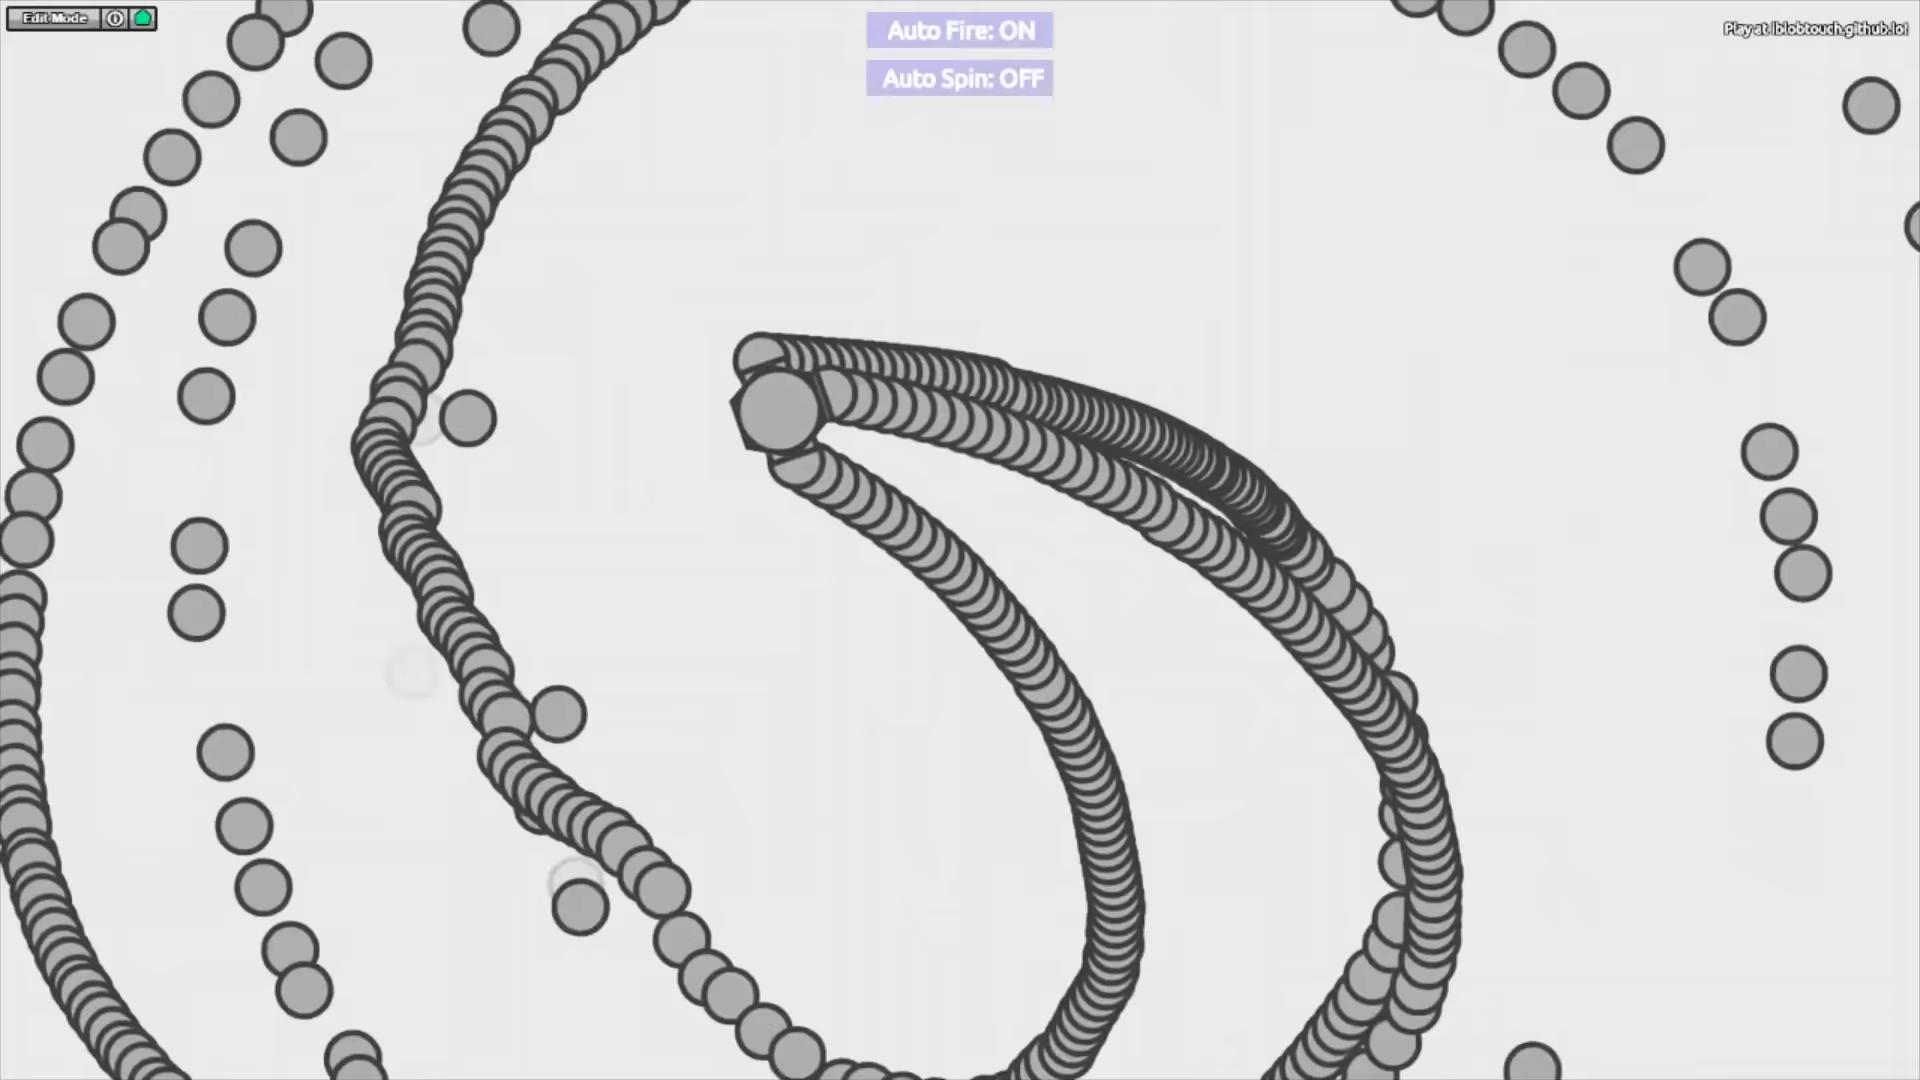 Edit Mode
Auto Fire: ON
Play at lblobtouch.github.io!
Auto Spin: OFF